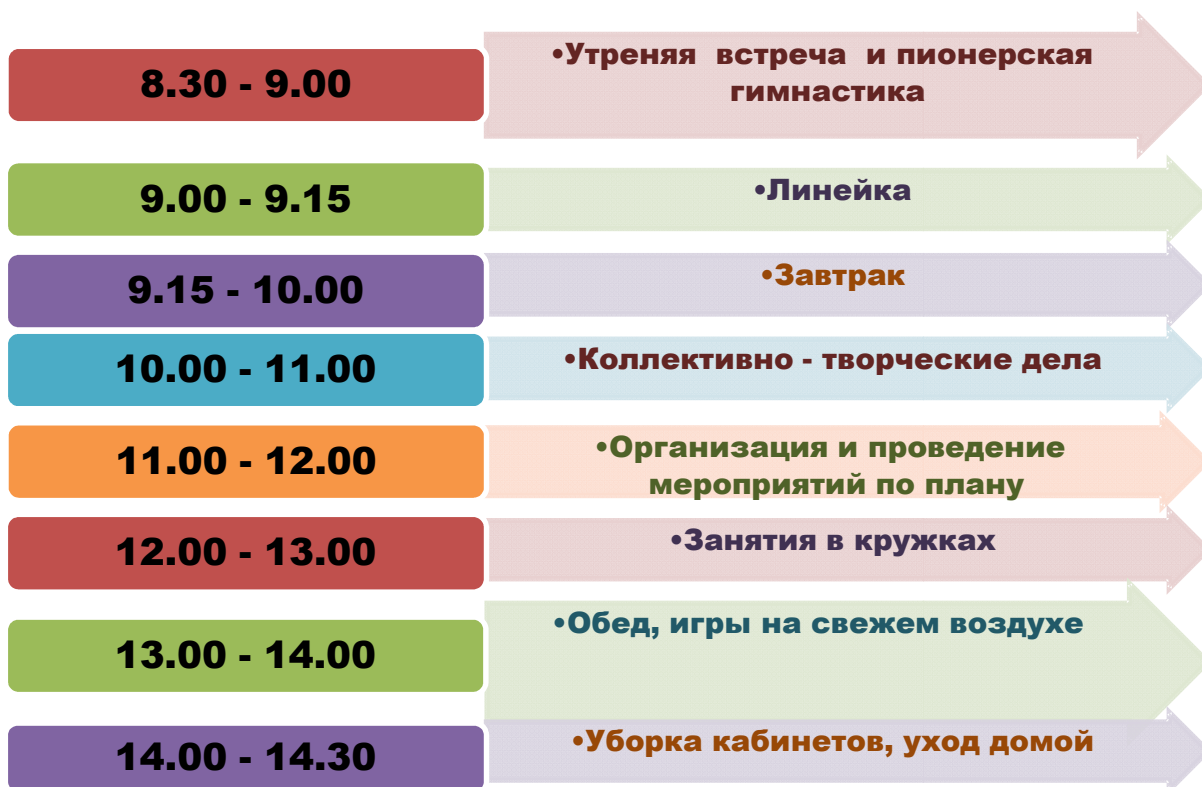 8.30 - 9.00
•Утреняя встреча и пионерская
гимнастика
9.00 - 9.15
•Линейка
9.15 - 10.00
•Завтрак
10.00 - 11.00
•Коллективно - творческие дела
11.00 - 12.00
•Организация и проведение
мероприятий по плану
12.00 - 13.00
•Занятия в кружках
13.00 - 14.00
•Обед, игры на свежем воздухе
14.00 - 14.30
•Уборка кабинетов, уход домой